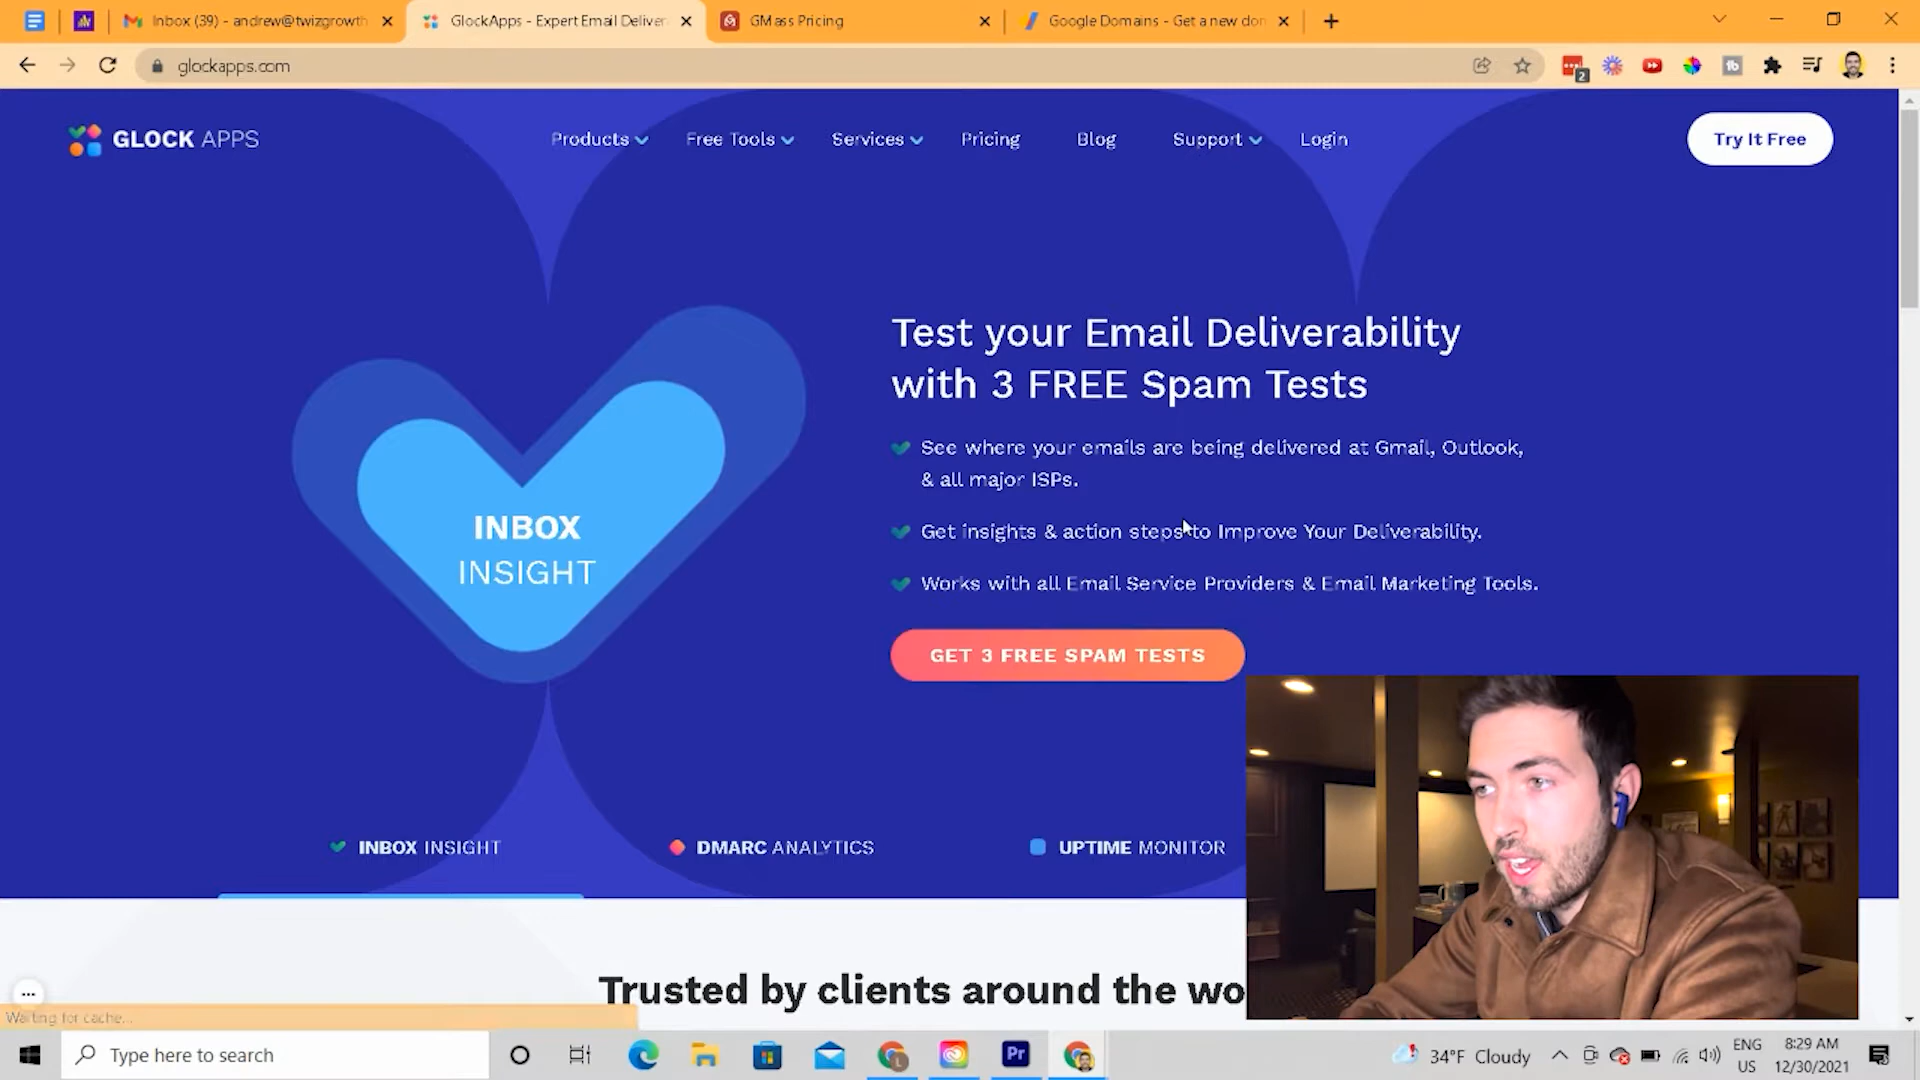 Inbox (39) - andrew@twizgrowth
GlockApps - Expert Email Deliver
GMass Pricing
Google Domains - Get a new don
glockapps.com
2
GLOCK APPS
Products
Free Tools
Services
Pricing
Blog
Support
Login
Try It Free
Test your Email Deliverability
with 3 FREE Spam Tests
See where your emails are being delivered at Gmail, Outlook,
& all major ISPs.
Get insights & action steps to Improve Your Deliverability.
Works with all Email Service Providers & Email Marketing Tools.
GET 3 FREE SPAM TESTS
INBOX
INSIGHT
INBOX INSIGHT
DMARC ANALYTICS
UPTIME MONITOR
Trusted by clients around the wo
Waiting for cache...
Type here to search
Pr
34°F Cloudy
ENG
US
8:29 AM
12/30/2021